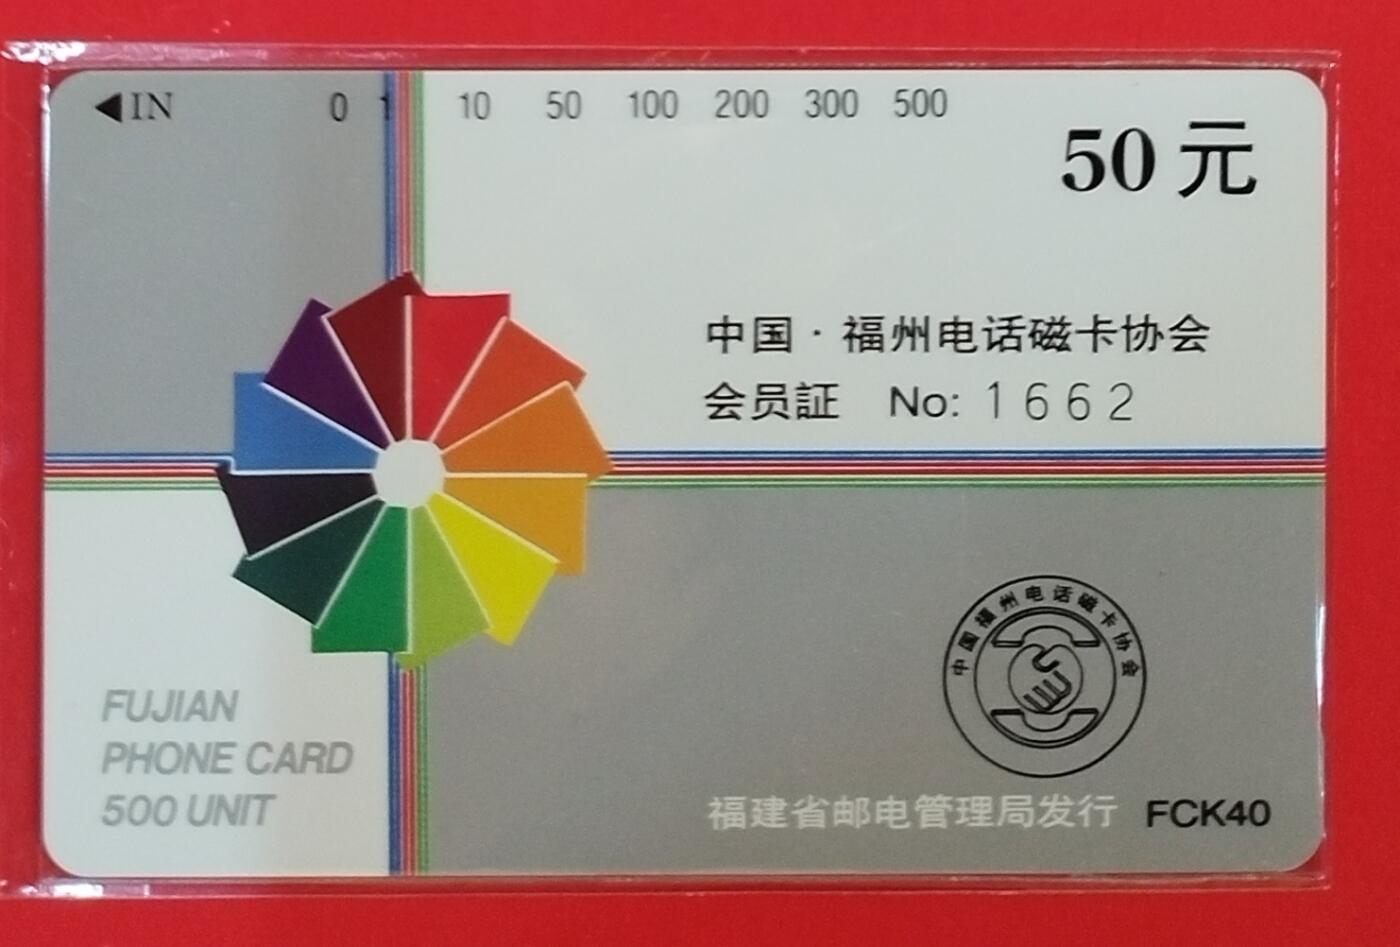 ◀IN 0 1 10 50 100 200 300 500
50元
中国·福州电话磁卡协会
会员証 No: 1662
中国福州电话磁卡协会
FUJIAN
PHONE CARD
500 UNIT
福建省邮电管理局发行 FCK40